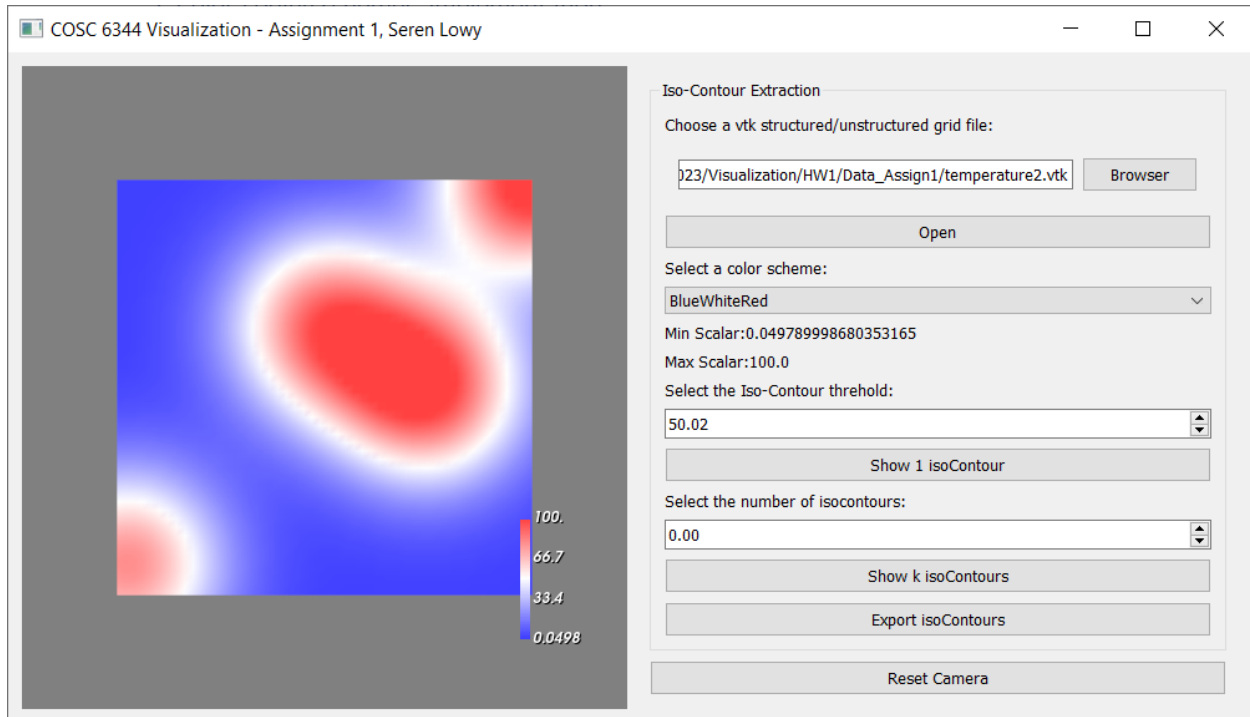 COSC 6344 Visualization - Assignment 1, Seren Lowy
Iso-Contour Extraction
Choose a vtk structured/unstructured grid file:
023/Visualization/HW1/Data_Assign1/temperature2.vtk
Browser
Open
Select a color scheme:
BlueWhiteRed
Min Scalar:0.049789998680353165
Max Scalar:100.0
Select the Iso-Contour threhold:
50.02
Show 1 isoContour
Select the number of isocontours:
0.00
Show k isoContours
Export isoContours
Reset Camera
100.
66.7
33.4
0.0498